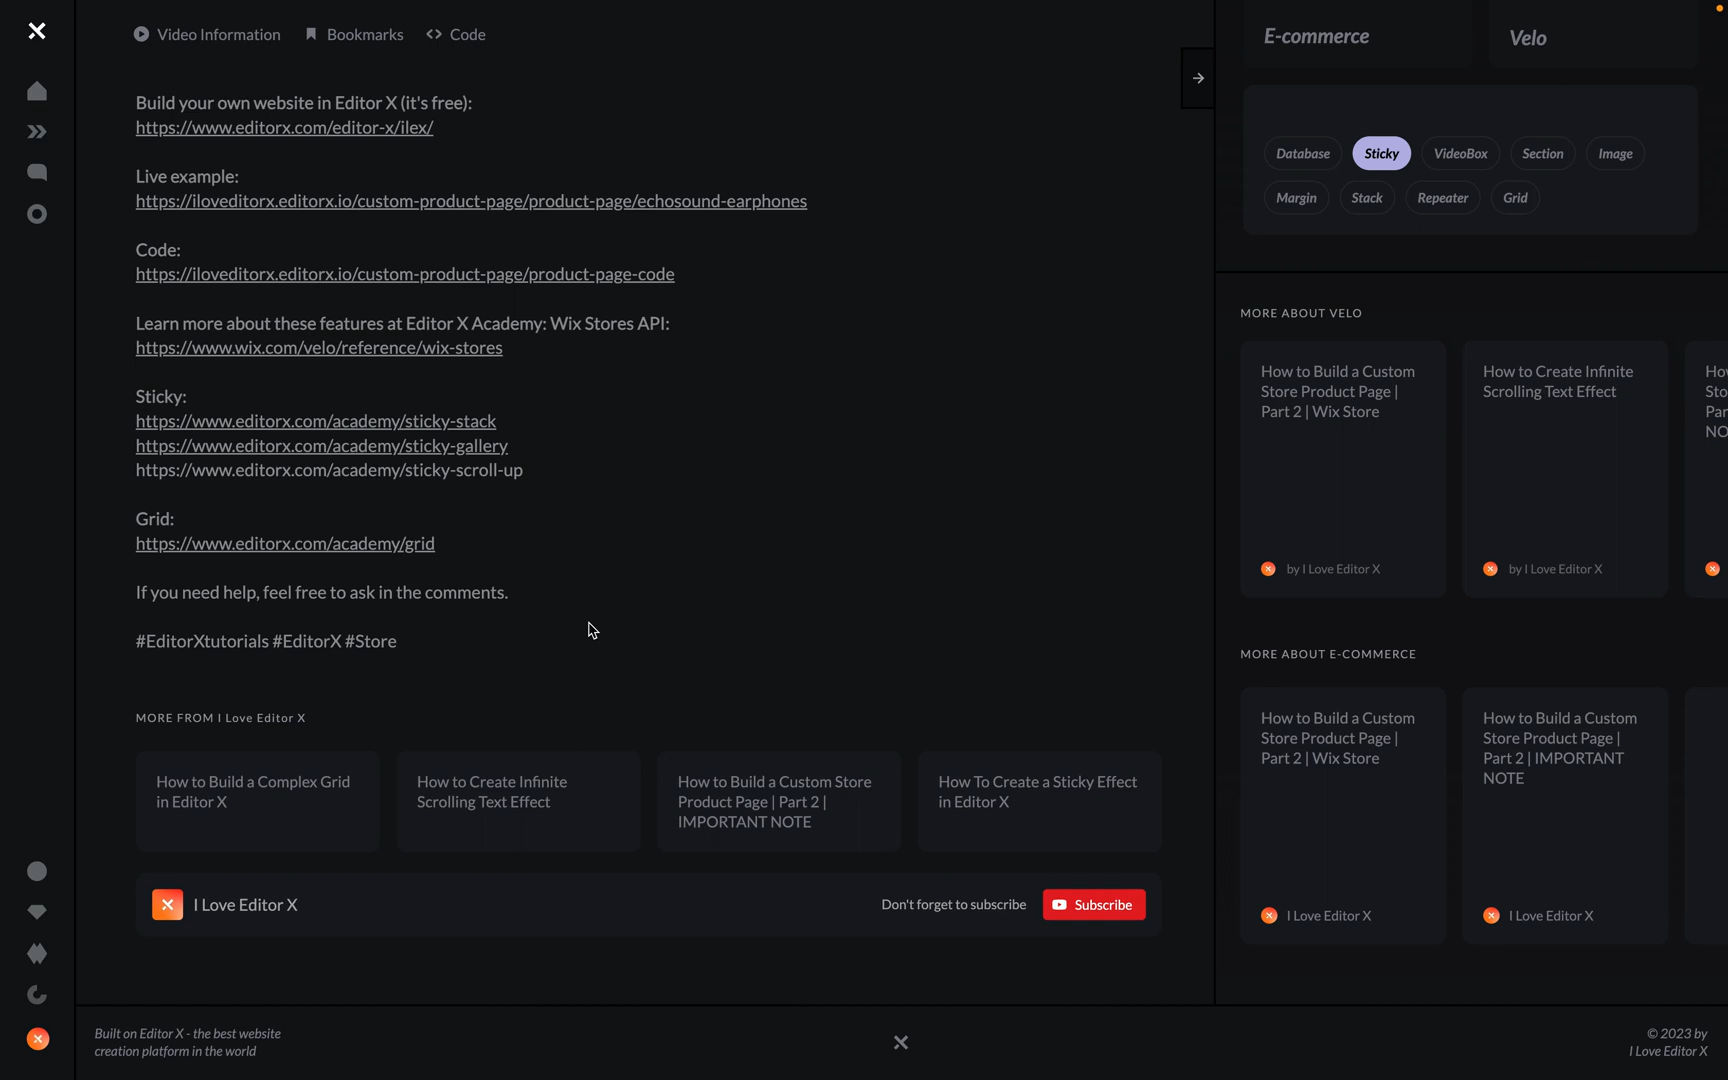 Video Information
Bookmarks
Code
Build your own website in Editor X (it's free):
https://www.editorx.com/editor-x/ilex/
Live example:
https://iloveditorx.editorx.io/custom-product-page/product-page/echosound-earphones
Code:
https://iloveditorx.editorx.io/custom-product-page/product-page-code
Learn more about these features at Editor X Academy: Wix Stores API:
https://www.wix.com/velo/reference/wix-stores
Sticky:
https://www.editorx.com/academy/sticky-stack
https://www.editorx.com/academy/sticky-gallery
https://www.editorx.com/academy/sticky-scroll-up
Grid:
https://www.editorx.com/academy/grid
If you need help, feel free to ask in the comments.
#EditorXtutorials #EditorX #Store
MORE FROM I Love Editor X
How to Build a Complex Grid
in Editor X
How to Create Infinite
Scrolling Text Effect
How to Build a Custom Store
Product Page | Part 2 |
IMPORTANT NOTE
How To Create a Sticky Effect
in Editor X
I Love Editor X
Don't forget to subscribe
Subscribe
E-commerce
Velo
Database
Sticky
VideoBox
Section
Image
Margin
Stack
Repeater
Grid
MORE ABOUT VELO
How to Build a Custom
Store Product Page |
Part 2 | Wix Store
by I Love Editor X
How to Create Infinite
Scrolling Text Effect
by I Love Editor X
How
Sto
Par
NO
MORE ABOUT E-COMMERCE
How to Build a Custom
Store Product Page |
Part 2 | Wix Store
I Love Editor X
How to Build a Custom
Store Product Page |
Part 2 | IMPORTANT
NOTE
I Love Editor X
Built on Editor X - the best website
creation platform in the world
© 2023 by
I Love Editor X